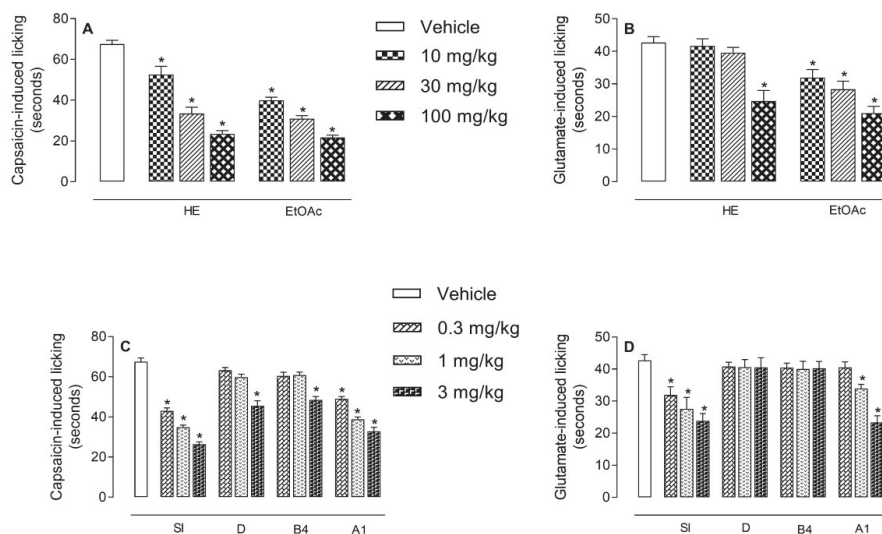 A
Capsaicin-induced licking
(seconds)
80
60
40
20
0
*
*
*
*
*
*
HE
EtOAc
Vehicle
10 mg/kg
30 mg/kg
100 mg/kg
B
Glutamate-induced licking
(seconds)
50
40
30
20
10
0
*
*
*
*
HE
EtOAc
Vehicle
0.3 mg/kg
1 mg/kg
3 mg/kg
C
Capsaicin-induced licking
(seconds)
80
60
40
20
0
*
*
*
*
*
*
*
*
SI
D
B4
A1
D
Glutamate-induced licking
(seconds)
50
40
30
20
10
0
*
*
*
*
*
SI
D
B4
A1